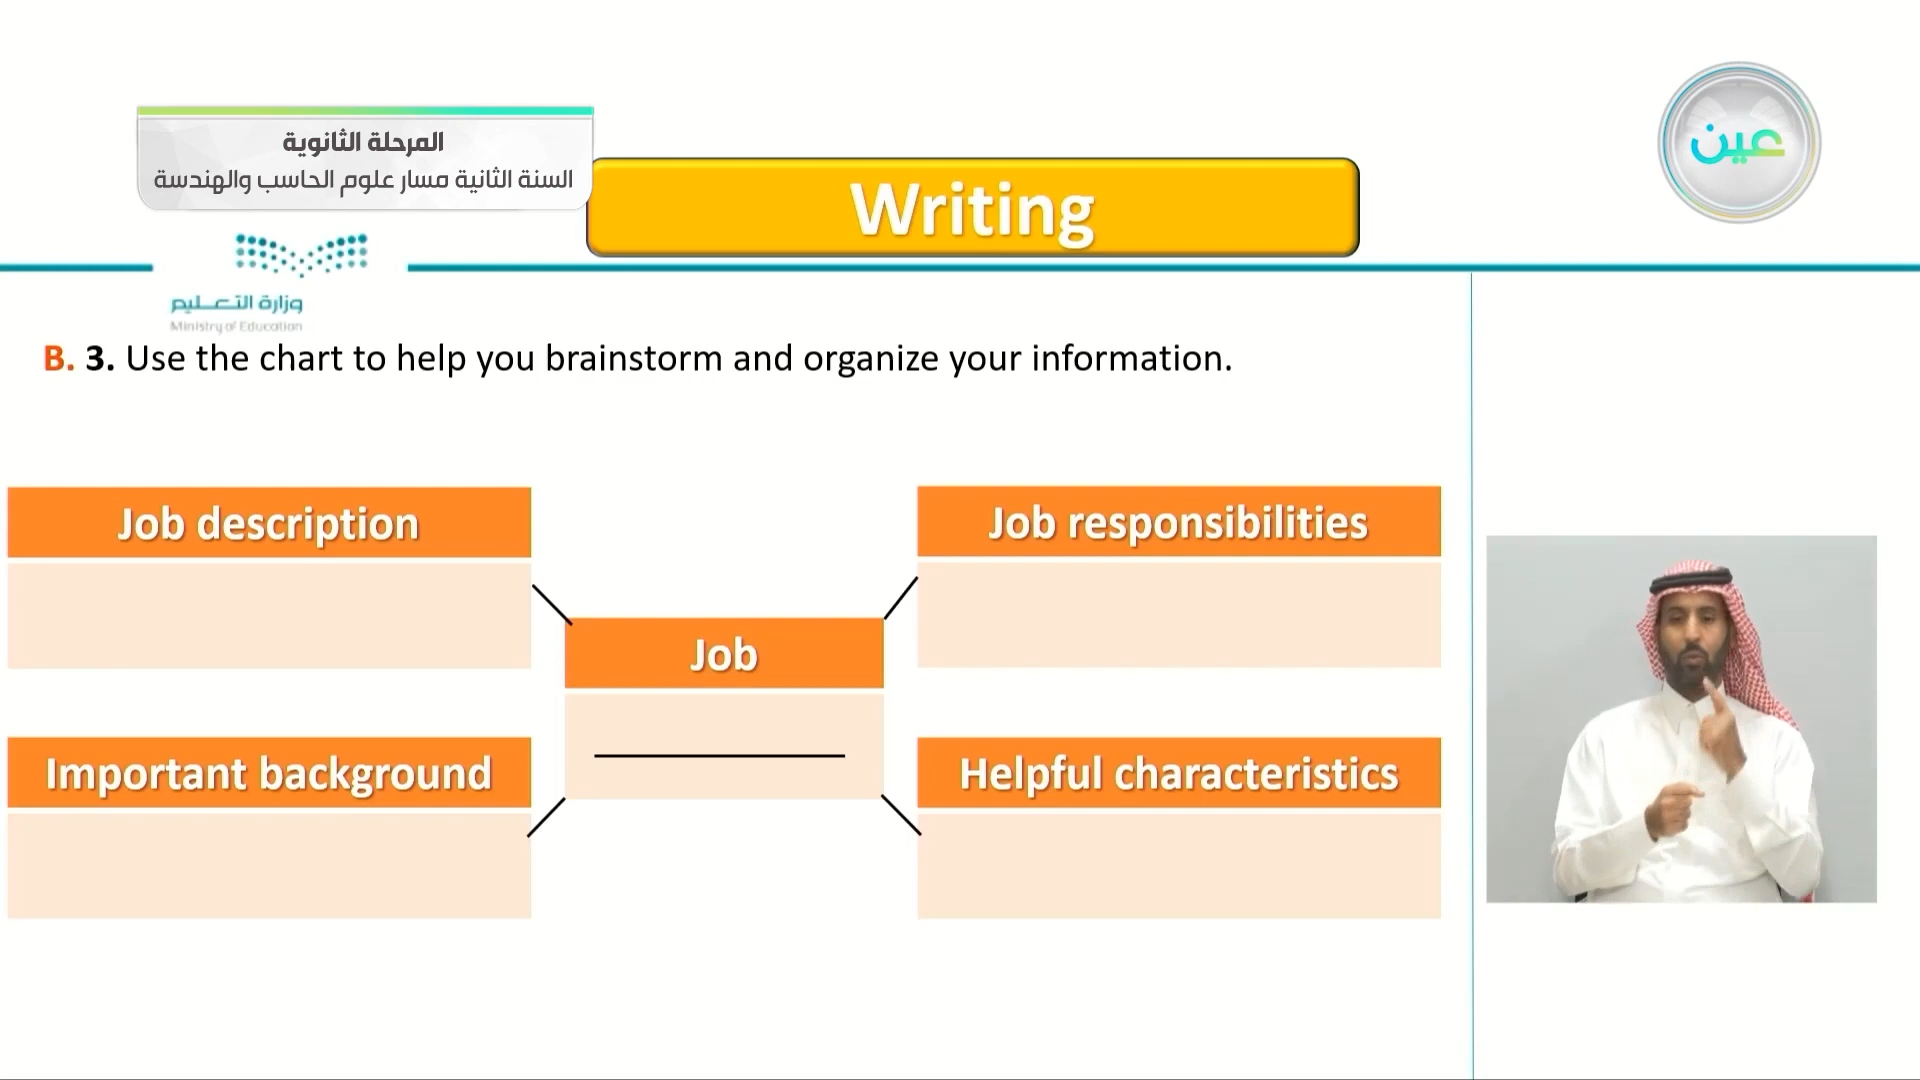 المرحلة الثانوية
السنة الثانية مسار علوم الحاسب والهندسة
عين
Writing
وزارة التعليم
Ministry of Education
B. 3. Use the chart to help you brainstorm and organize your information.
Job description
Job responsibilities
Job
Important background
Helpful characteristics